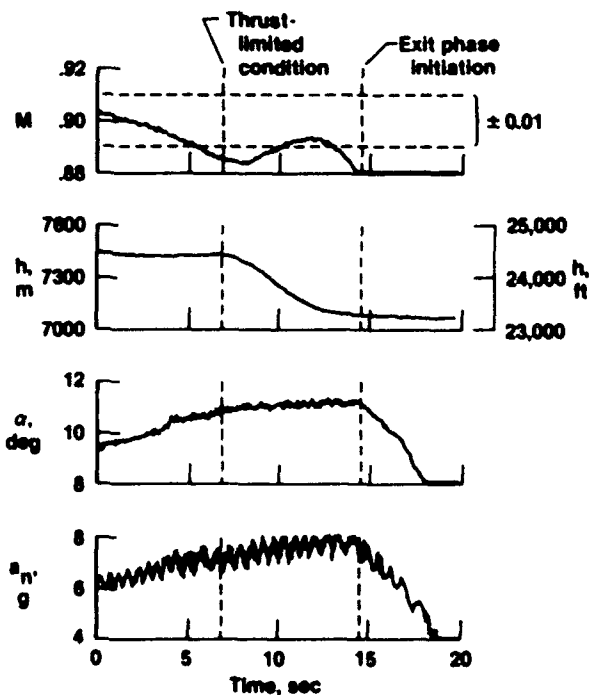 Thrust-
limited
condition
Exit phase
initiation
.92
M
.90
.88
± 0.01
7600
h,
m
7300
7000
25,000
24,000
h,
ft
23,000
12
α,
deg
10
8
8
an,
g
6
4
0
5
10
15
20
Time, sec